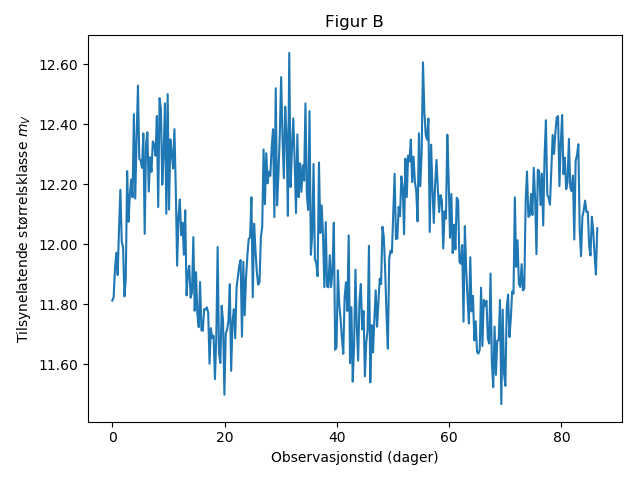 Figur B
Tilsynelatende størrelsklasse m_V
12.60
12.40
12.20
12.00
11.80
11.60
0 20 40 60 80
Observasjonstid (dager)